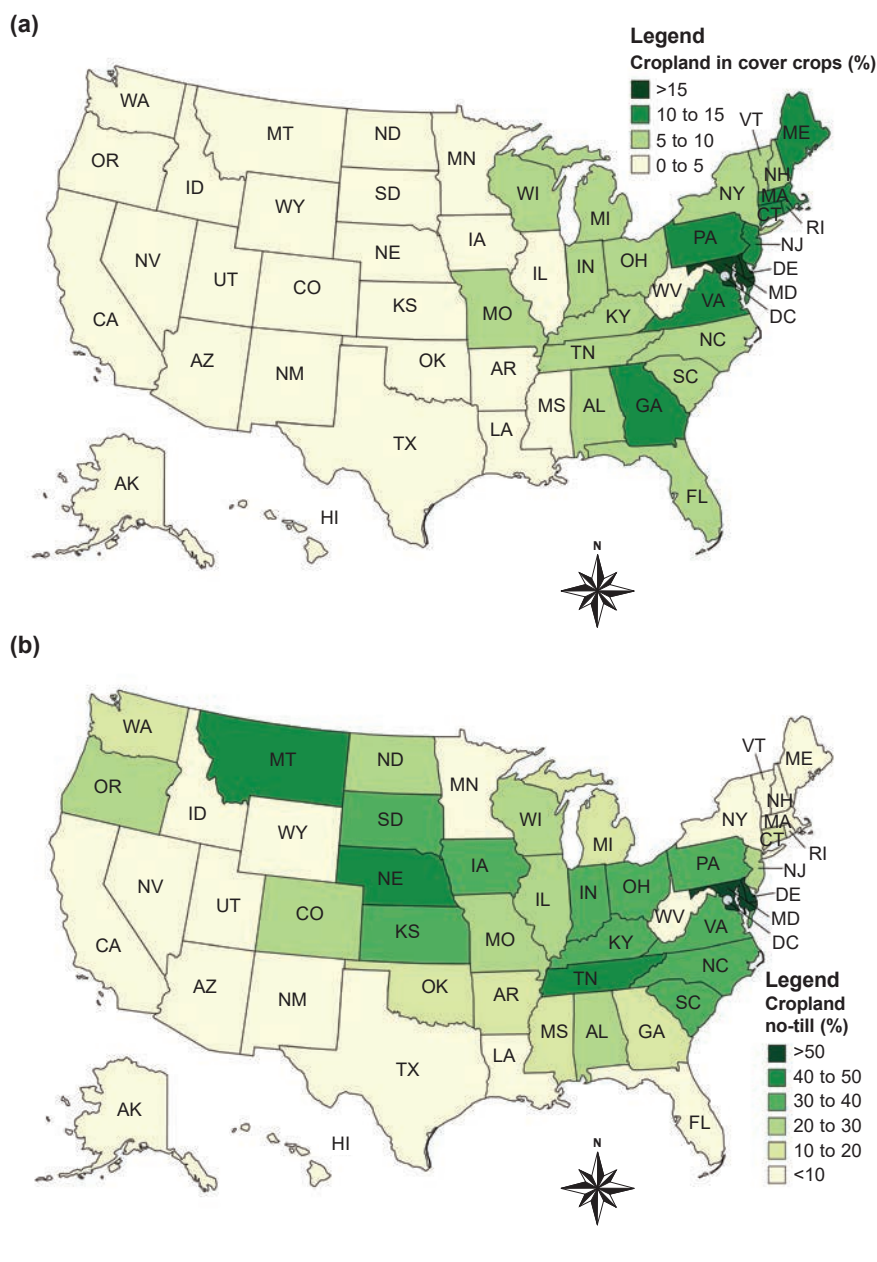 (a)
Legend
Cropland in cover crops (%)
>15
10 to 15
5 to 10
0 to 5
WA
MT
ND
MN
VT
ME
OR
ID
SD
WI
NH
WY
MI
NY
MA
CT
RI
IA
NE
PA
NJ
NV
UT
IL
IN
OH
DE
CO
WV
MD
CA
KS
MO
KY
VA
DC
NC
TN
AZ
NM
OK
AR
SC
MS
AL
GA
TX
LA
AK
FL
HI
N
(b)
WA
MT
ND
MN
VT
ME
OR
ID
SD
WI
NH
WY
MI
NY
MA
CT
RI
IA
NE
PA
NJ
NV
UT
IL
IN
OH
DE
CO
WV
MD
CA
KS
MO
KY
VA
DC
NC
TN
AZ
NM
OK
AR
SC
MS
AL
GA
TX
LA
AK
FL
HI
N
Legend
Cropland
no-till (%)
>50
40 to 50
30 to 40
20 to 30
10 to 20
<10